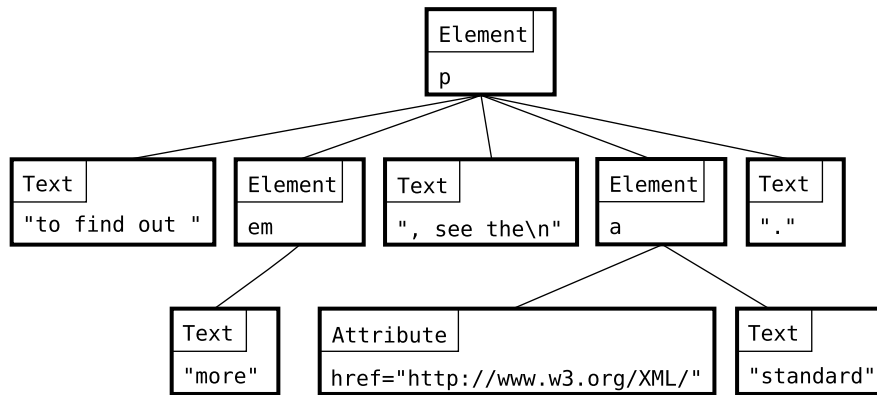 Element
p
Text
"to find out "
Element
em
Text
", see the\n"
Element
a
Text
"."
Text
"more"
Attribute
href="http://www.w3.org/XML/"
Text
"standard"